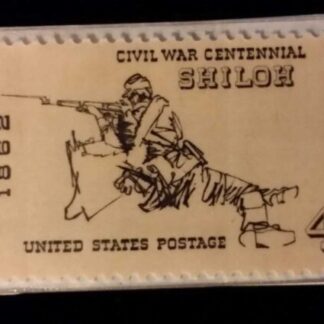 CIVIL WAR CENTENNIAL
SHILOH
1862
UNITED STATES POSTAGE
4